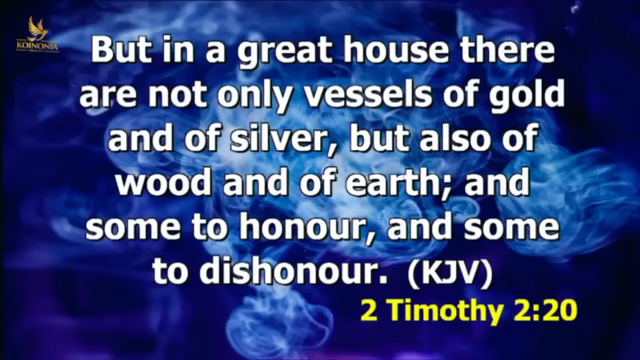 KOINONIA
But in a great house there
are not only vessels of gold
and of silver, but also of
wood and of earth; and
some to honour, and some
to dishonour. (KJV)
2 Timothy 2:20